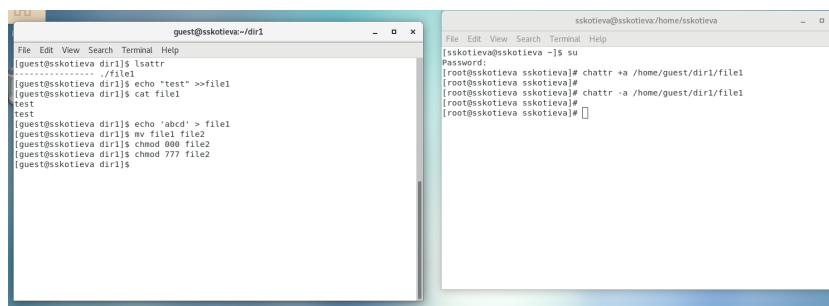 guest@sskotieva:~/dir1
File Edit View Search Terminal Help
[guest@sskotieva dir1]$ lsattr
---------------- ./file1
[guest@sskotieva dir1]$ echo "test" >>file1
[guest@sskotieva dir1]$ cat file1
test
test
[guest@sskotieva dir1]$ echo 'abcd' > file1
[guest@sskotieva dir1]$ mv file1 file2
[guest@sskotieva dir1]$ chmod 000 file2
[guest@sskotieva dir1]$ chmod 777 file2
[guest@sskotieva dir1]$
sskotieva@sskotieva:/home/sskotieva
File Edit View Search Terminal Help
[sskotieva@sskotieva ~]$ su
Password:
[root@sskotieva sskotieva]# chattr +a /home/guest/dir1/file1
[root@sskotieva sskotieva]#
[root@sskotieva sskotieva]# chattr -a /home/guest/dir1/file1
[root@sskotieva sskotieva]#
[root@sskotieva sskotieva]#